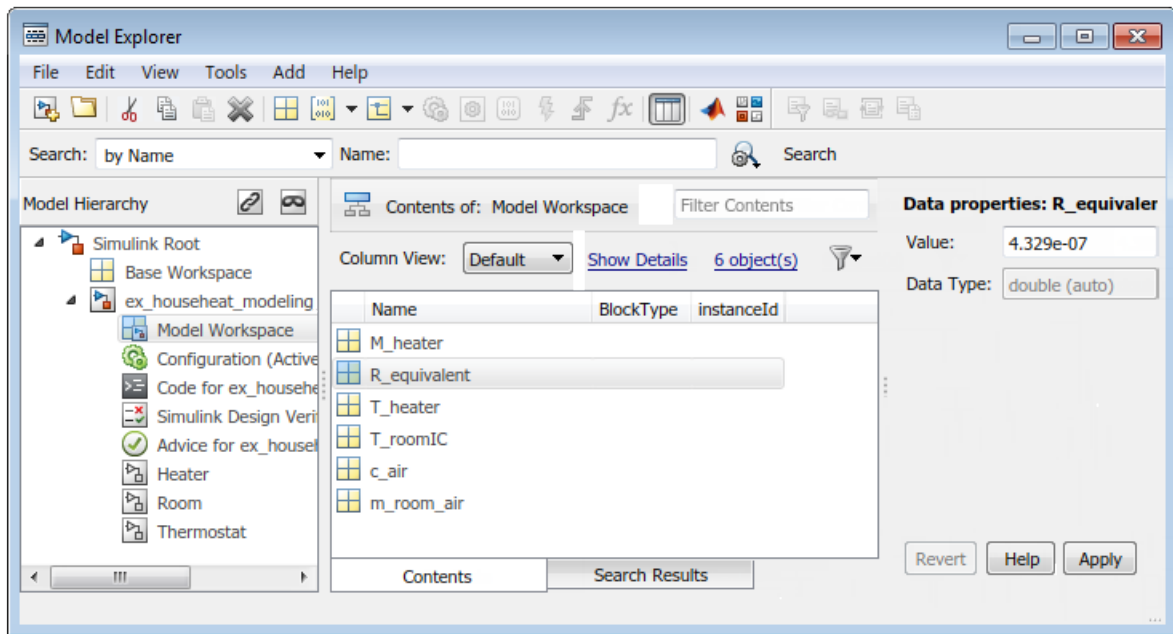 Model Explorer
File Edit View Tools Add Help
fx
Search: by Name Name: Search
Model Hierarchy
Simulink Root
Base Workspace
ex_househeat_modeling
Model Workspace
Configuration (Active
Code for ex_househe
Simulink Design Veri
Advice for ex_househ
Heater
Room
Thermostat
Contents of: Model Workspace Filter Contents
Column View: Default Show Details 6 object(s)
Name BlockType instanceId
M_heater
R_equivalent
T_heater
T_roomIC
c_air
m_room_air
Contents Search Results
Data properties: R_equivalen
Value: 4.329e-07
Data Type: double (auto)
Revert Help Apply